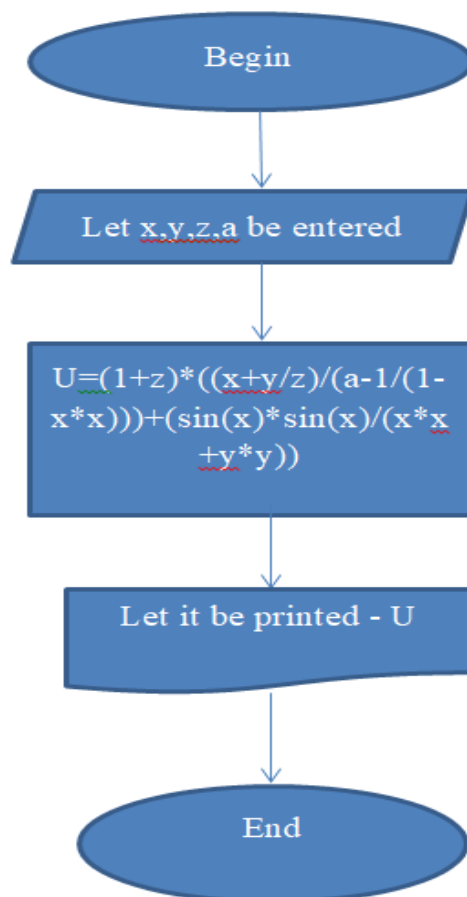 Begin
Let x,y,z,a be entered
U=(1+z)*((x+y/z)/(a-1/(1-
x*x)))+(sin(x)*sin(x)/(x*x
+y*y))
Let it be printed - U
End